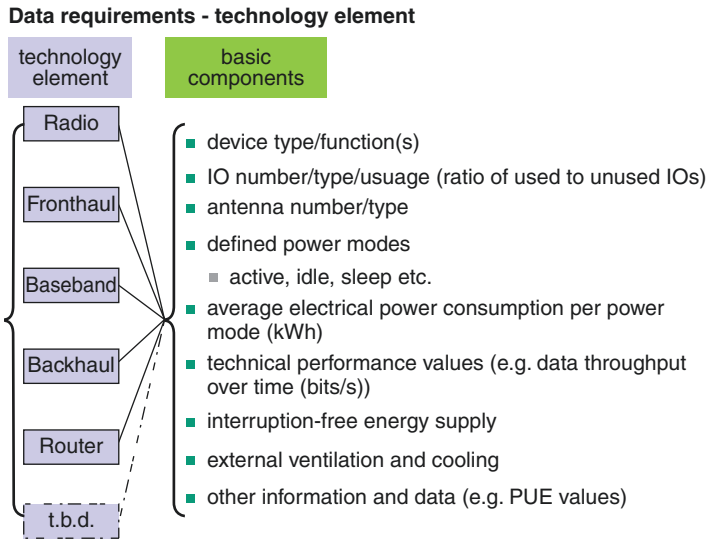 Data requirements - technology element
technology
element
basic
components
Radio
Fronthaul
Baseband
Backhaul
Router
t.b.d.
device type/function(s)
IO number/type/usuage (ratio of used to unused IOs)
antenna number/type
defined power modes
active, idle, sleep etc.
average electrical power consumption per power
mode (kWh)
technical performance values (e.g. data throughput
over time (bits/s))
interruption-free energy supply
external ventilation and cooling
other information and data (e.g. PUE values)